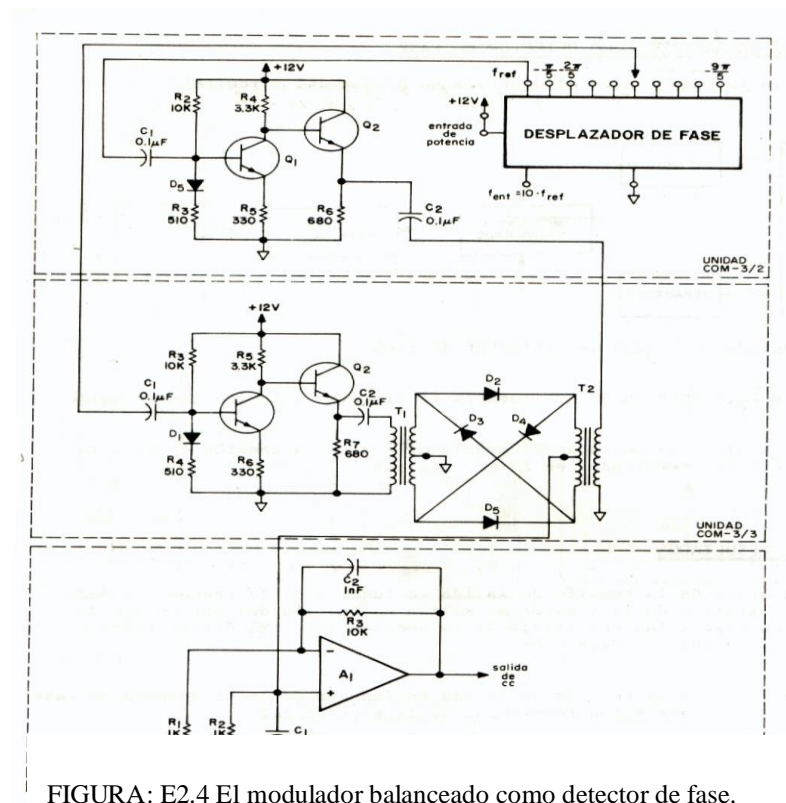 +12V
R2
10K
R4
3.3K
C1
0.1µF
Q1
Q2
D5
R3
510
R5
330
R6
680
C2
0.1µF
fref
-π/5
-2π/5
-9π/5
+12V
entrada
de
potencia
DESPLAZADOR DE FASE
fent =10·fref
UNIDAD
COM-3/2
+12V
R3
10K
R5
3.3K
C1
0.1µF
Q2
C2
0.1µF
T1
D1
R4
510
R6
330
R7
680
D2
D3
D4
D5
T2
UNIDAD
COM-3/3
C2
1nF
R3
10K
-
A1
+
salida
de
CC
R1
1K
R2
1K
C1
FIGURA: E2.4 El modulador balanceado como detector de fase.